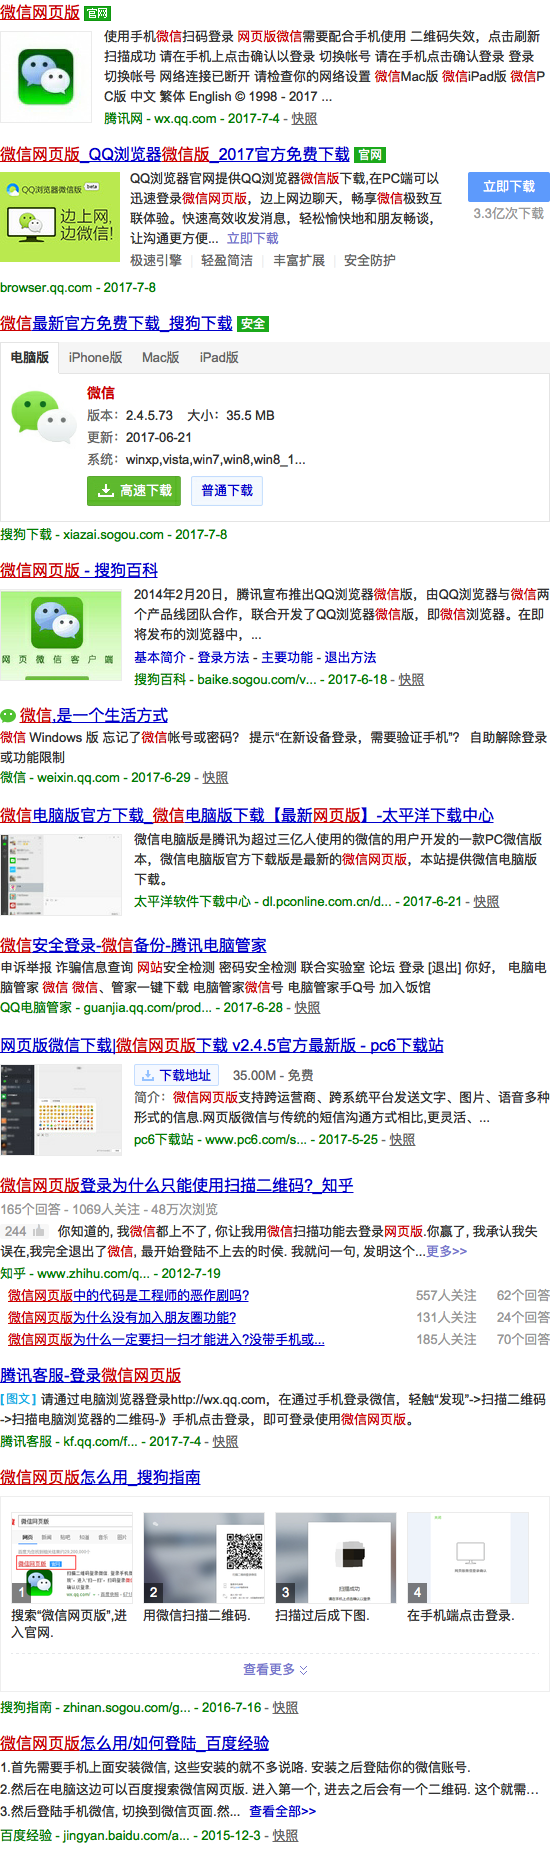 微信网页版 官网
使用手机微信扫码登录 网页版微信需要配合手机使用 二维码失效，点击刷新
扫描成功 请在手机上点击确认以登录 切换帐号 请在手机点击确认登录 登录
切换帐号 网络连接已断开 请检查你的网络设置 微信Mac版 微信iPad版 微信P
C版 中文 繁体 English © 1998 - 2017 ...
腾讯网 - wx.qq.com - 2017-7-4 - 快照
微信网页版_QQ浏览器微信版_2017官方免费下载 官网
QQ浏览器微信版 beta
边上网,
边微信!
QQ浏览器官网提供QQ浏览器微信版下载,在PC端可以
迅速登录微信网页版，边上网边聊天，畅享微信极致互
联体验。快速高效收发消息，轻松愉快地和朋友畅谈，
让沟通更方便... 立即下载
极速引擎 | 轻盈简洁 | 丰富扩展 | 安全防护
立即下载
3.3亿次下载
browser.qq.com - 2017-7-8
微信最新官方免费下载_搜狗下载 安全
电脑版 iPhone版 Mac版 iPad版
微信
版本：2.4.5.73 大小：35.5 MB
更新：2017-06-21
系统：winxp,vista,win7,win8,win8_1...
高速下载 普通下载
搜狗下载 - xiazai.sogou.com - 2017-7-8
微信网页版 - 搜狗百科
网页微信客户端
2014年2月20日，腾讯宣布推出QQ浏览器微信版，由QQ浏览器与微信两
个产品线团队合作，联合开发了QQ浏览器微信版，即微信浏览器。在即
将发布的浏览器中，...
基本简介 - 登录方法 - 主要功能 - 退出方法
搜狗百科 - baike.sogou.com/v... - 2017-6-18 - 快照
微信,是一个生活方式
微信 Windows 版 忘记了微信帐号或密码？ 提示“在新设备登录，需要验证手机”？ 自助解除登录
或功能限制
微信 - weixin.qq.com - 2017-6-29 - 快照
微信电脑版官方下载_微信电脑版下载【最新网页版】-太平洋下载中心
微信电脑版是腾讯为超过三亿人使用的微信的用户开发的一款PC微信版
本，微信电脑版官方下载版是最新的微信网页版，本站提供微信电脑版
下载。
太平洋软件下载中心 - dl.pconline.com.cn/d... - 2017-6-21 - 快照
微信安全登录-微信备份-腾讯电脑管家
申诉举报 诈骗信息查询 网站安全检测 密码安全检测 联合实验室 论坛 登录 [退出] 你好， 电脑电
脑管家 微信 微信、管家一键下载 电脑管家微信号 电脑管家手Q号 加入饭馆
QQ电脑管家 - guanjia.qq.com/prod... - 2017-6-28 - 快照
网页版微信下载|微信网页版下载 v2.4.5官方最新版 - pc6下载站
下载地址 35.00M - 免费
简介：微信网页版支持跨运营商、跨系统平台发送文字、图片、语音多种
形式的信息.网页版微信与传统的短信沟通方式相比,更灵活、...
pc6下载站 - www.pc6.com/s... - 2017-5-25 - 快照
微信网页版登录为什么只能使用扫描二维码?_知乎
165个回答 - 1069人关注 - 48万次浏览
244 你知道的, 我微信都上不了, 你让我用微信扫描功能去登录网页版.你赢了, 我承认我失
误在,我完全退出了微信, 最开始登陆不上去的时侯. 我就问一句, 发明这个...更多>>
知乎 - www.zhihu.com/q... - 2012-7-19
微信网页版中的代码是工程师的恶作剧吗? 557人关注 62个回答
微信网页版为什么没有加入朋友圈功能? 131人关注 24个回答
微信网页版为什么一定要扫一扫才能进入?没带手机或... 185人关注 70个回答
腾讯客服-登录微信网页版
[图文] 请通过电脑浏览器登录http://wx.qq.com，在通过手机登录微信，轻触“发现”->扫描二维码
->扫描电脑浏览器的二维码-》手机点击登录，即可登录使用微信网页版。
腾讯客服 - kf.qq.com/f... - 2017-7-4 - 快照
微信网页版怎么用_搜狗指南
微信网页版
1 2 3 4
扫描成功
搜索“微信网页版”,进
入官网.
用微信扫描二维码.
扫描过后成下图.
在手机端点击登录.
查看更多
搜狗指南 - zhinan.sogou.com/g... - 2016-7-16 - 快照
微信网页版怎么用/如何登陆_百度经验
1.首先需要手机上面安装微信, 这些安装的就不多说咯. 安装之后登陆你的微信账号.
2.然后在电脑这边可以百度搜索微信网页版. 进入第一个, 进去之后会有一个二维码. 这个就需...
3.然后登陆手机微信, 切换到微信页面.然... 查看全部>>
百度经验 - jingyan.baidu.com/a... - 2015-12-3 - 快照